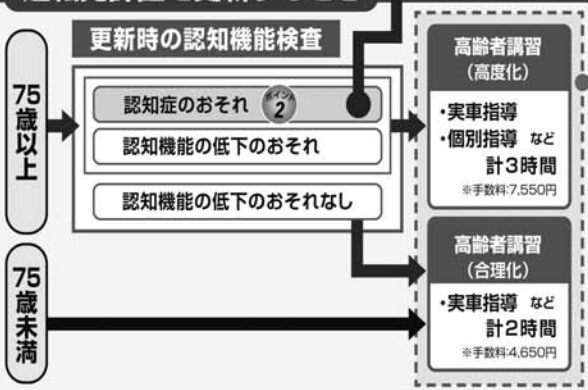 更新時の認知機能検査
75歳以上
認知症のおそれ
ポイント2
認知機能の低下のおそれ
認知機能の低下のおそれなし
高齢者講習
(高度化)
・実車指導
・個別指導 など
計3時間
※手数料:7,550円
75歳未満
高齢者講習
(合理化)
・実車指導 など
計2時間
※手数料:4,650円